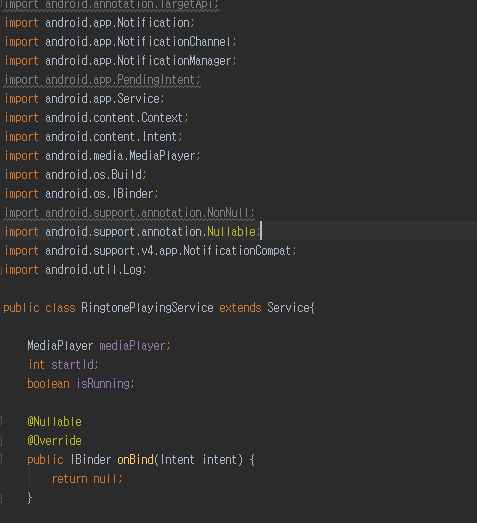 import android.annotation.TargetApi;
import android.app.Notification;
import android.app.NotificationChannel;
import android.app.NotificationManager;
import android.app.PendingIntent;
import android.app.Service;
import android.content.Context;
import android.content.Intent;
import android.media.MediaPlayer;
import android.os.Build;
import android.os.IBinder;
import android.support.annotation.NonNull;
import android.support.annotation.Nullable;
import android.support.v4.app.NotificationCompat;
import android.util.Log;
public class RingtonePlayingService extends Service{
MediaPlayer mediaPlayer;
int startId;
boolean isRunning;
@Nullable
@Override
public IBinder onBind(Intent intent) {
return null;
}